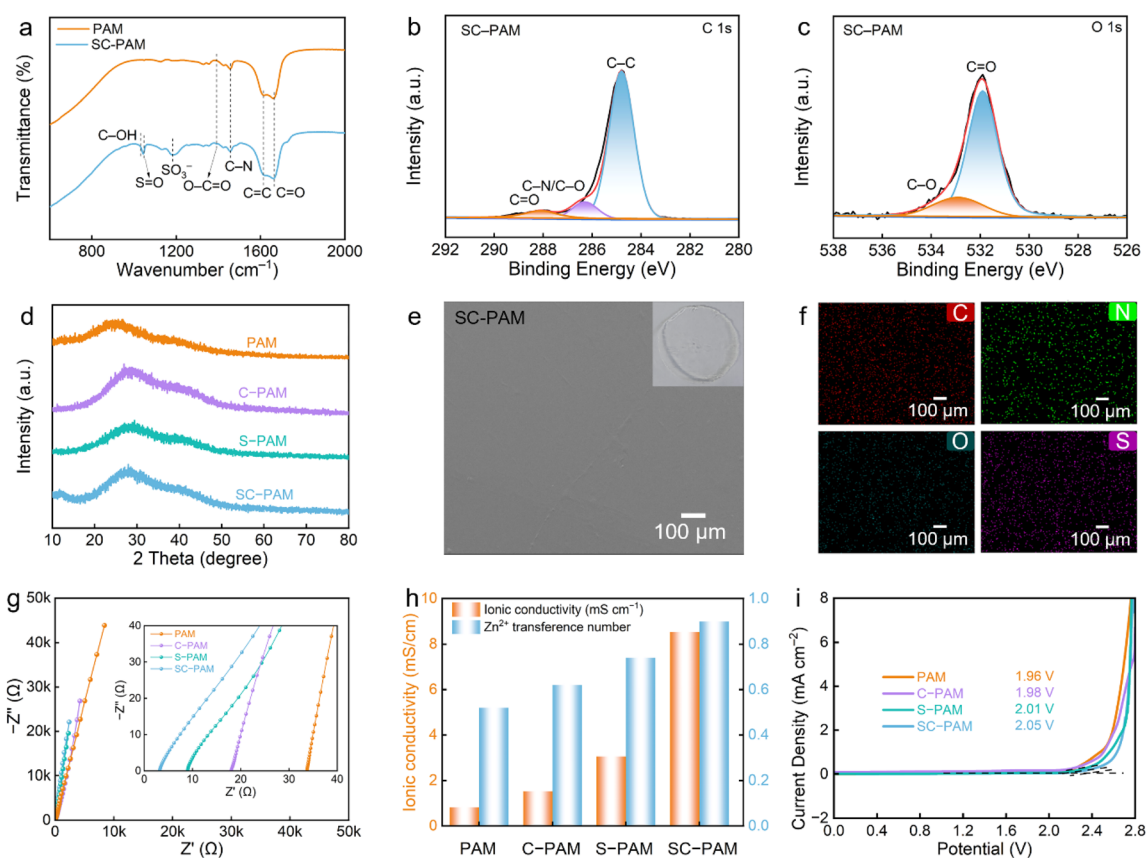 a
PAM
SC-PAM
C–OH
S=O
SO₃⁻
O–C=O
C–N
C=C
C=O
Transmittance (%)
800
1200
1600
2000
Wavenumber (cm⁻¹)
b
SC–PAM
C 1s
C–C
C–N/C–O
C=O
Intensity (a.u.)
292
290
288
286
284
282
280
Binding Energy (eV)
c
SC–PAM
O 1s
C=O
C–O
Intensity (a.u.)
538
536
534
532
530
528
526
Binding Energy (eV)
d
PAM
C–PAM
S–PAM
SC–PAM
Intensity (a.u.)
10
20
30
40
50
60
70
80
2 Theta (degree)
e
SC-PAM
100 μm
f
C
100 μm
N
100 μm
O
100 μm
S
100 μm
g
50k
40k
30k
20k
10k
0
−Z'' (Ω)
0
10k
20k
30k
40k
50k
Z' (Ω)
PAM
C–PAM
S–PAM
SC–PAM
40
30
20
10
0
−Z'' (Ω)
0
10
20
30
40
Z' (Ω)
h
Ionic conductivity (mS cm⁻¹)
Zn²⁺ transference number
Ionic conductivity (mS/cm)
10
8
6
4
2
0
1.0
0.8
0.6
0.4
0.2
0.0
PAM
C–PAM
S–PAM
SC–PAM
i
PAM 1.96 V
C–PAM 1.98 V
S–PAM 2.01 V
SC–PAM 2.05 V
Current Density (mA cm⁻²)
8
6
4
2
0
−2
0.0
0.4
0.8
1.2
1.6
2.0
2.4
2.8
Potential (V)